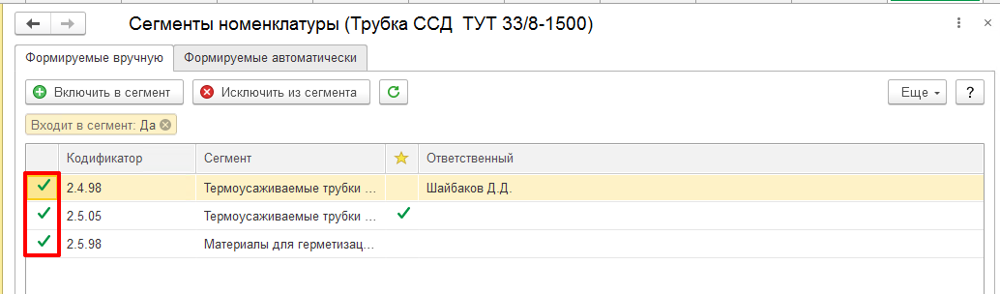 Сегменты номенклатуры (Трубка ССД ТУТ 33/8-1500)
Формируемые вручную Формируемые автоматически
Включить в сегмент Исключить из сегмента Еще ?
Входит в сегмент: Да
Кодификатор Сегмент Ответственный
2.4.98 Термоусаживаемые трубки ... Шайбаков Д.Д.
2.5.05 Термоусаживаемые трубки ...
2.5.98 Материалы для герметизац...